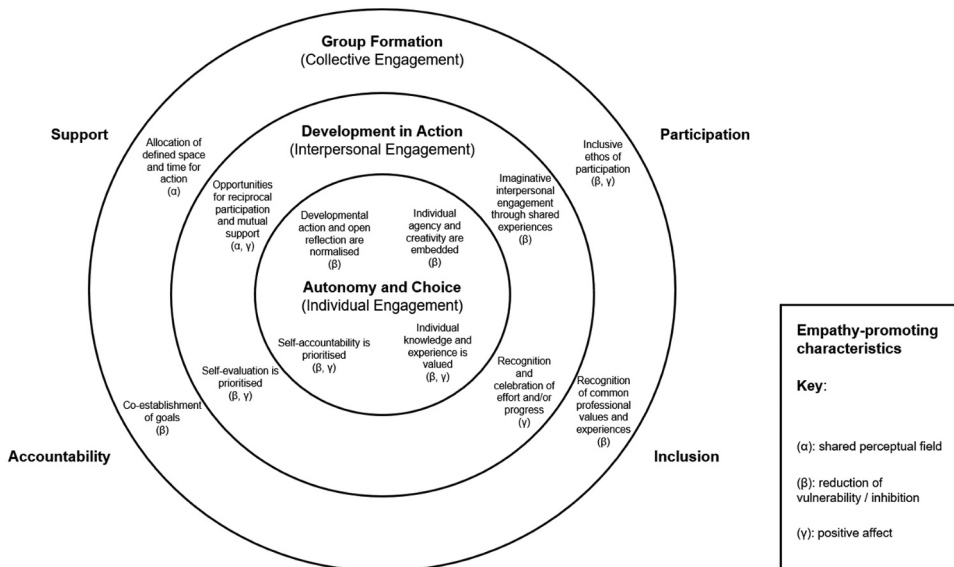 Group Formation
(Collective Engagement)
Support
Participation
Development in Action
(Interpersonal Engagement)
Allocation of
defined space
and time for
action
(α)
Inclusive
ethos of
participation
(β, γ)
Opportunities
for reciprocal
participation
and mutual
support
(α, γ)
Imaginative
interpersonal
engagement
through shared
experiences
(β)
Developmental
action and open
reflection are
normalised
(β)
Individual
agency and
creativity are
embedded
(β)
Autonomy and Choice
(Individual Engagement)
Self-accountability is
prioritised
(β, γ)
Individual
knowledge and
experience is
valued
(β, γ)
Self-evaluation is
prioritised
(β, γ)
Recognition
and
celebration of
effort and/or
progress
(γ)
Co-establishment
of goals
(β)
Recognition
of common
professional
values and
experiences
(β)
Accountability
Inclusion
Empathy-promoting
characteristics
Key:
(α): shared perceptual field
(β): reduction of
vulnerability / inhibition
(γ): positive affect